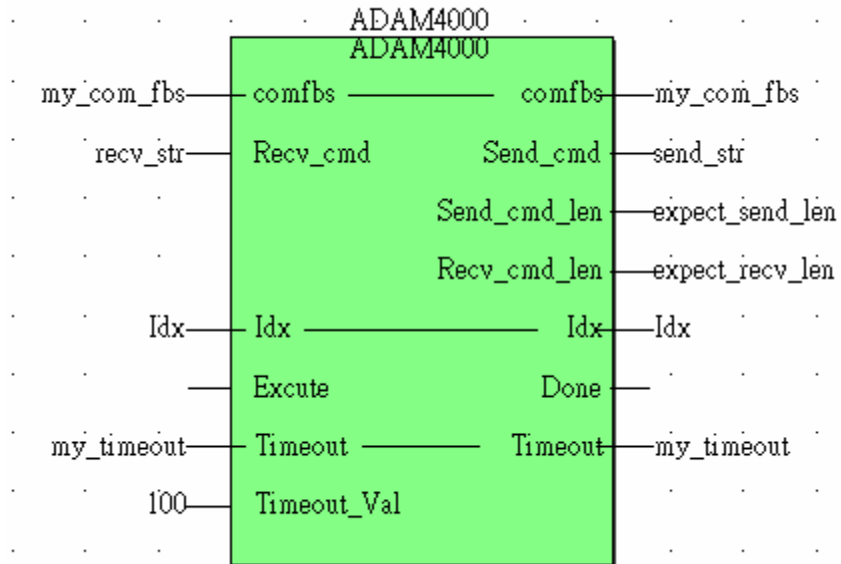 ADAM4000
ADAM4000
my_com_fbs comfbs comfbs my_com_fbs
recv_str Recv_cmd Send_cmd send_str
Send_cmd_len expect_send_len
Recv_cmd_len expect_recv_len
Idx Idx Idx Idx
Excute Done
my_timeout Timeout Timeout my_timeout
100 Timeout_Val